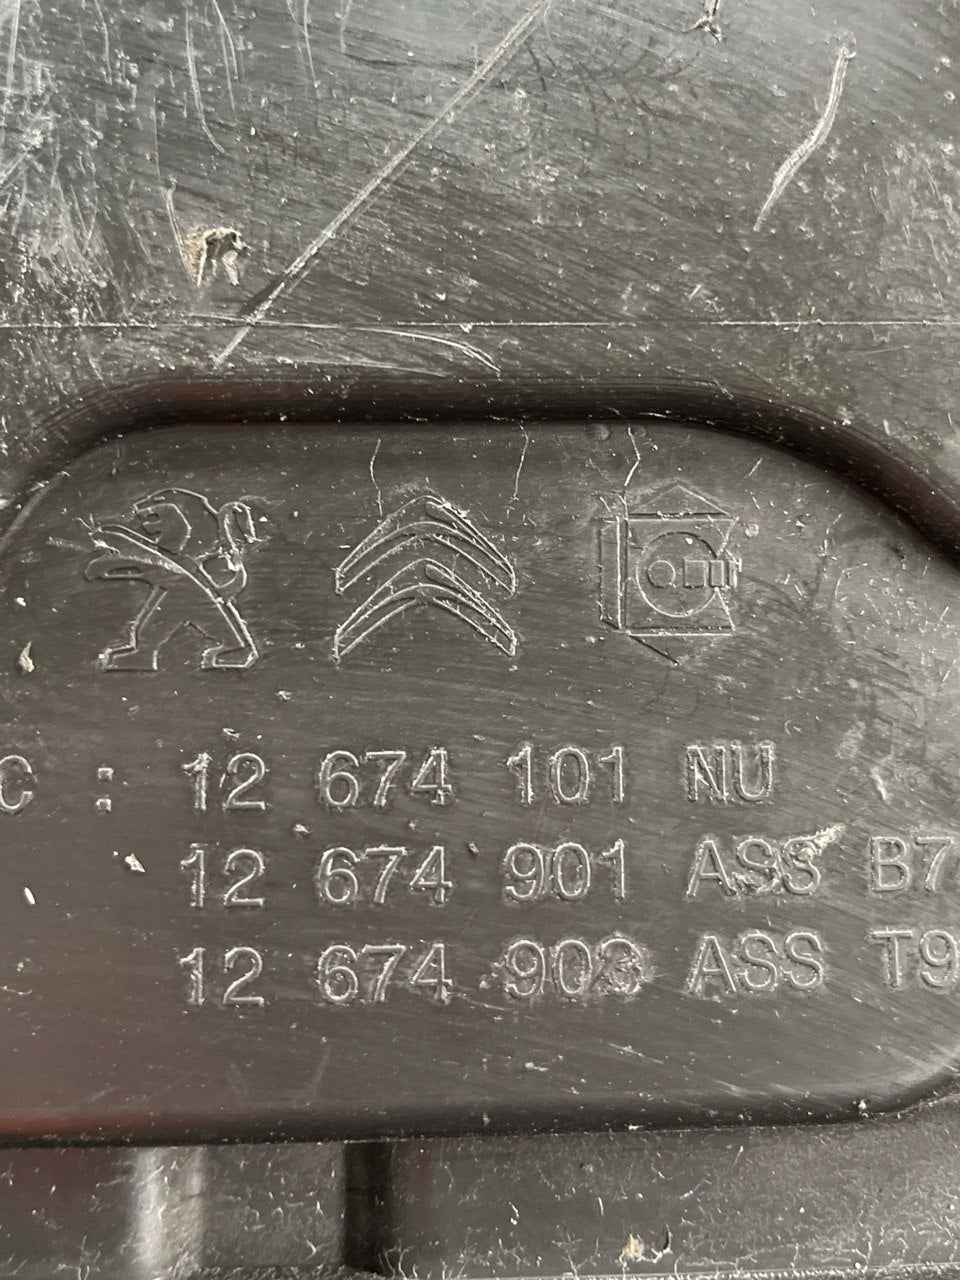 C : 12 674 101 NU
12 674 901 ASS B7
12 674 903 ASS T9